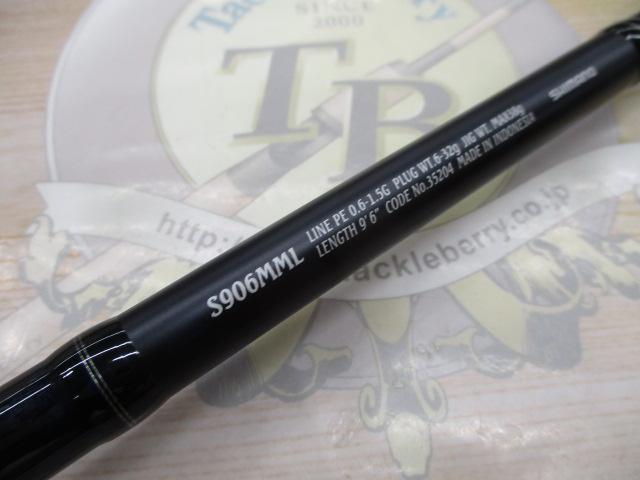 Tackleberry
SINCE
2000
TB
http://
tackleberry.co.jp
S906MML
LINE PE 0.6-1.5G PLUG WT.6-32g JIG WT. MAX38g
LENGTH 9'6" CODE No.35204 MADE IN INDONESIA
SHIMANO